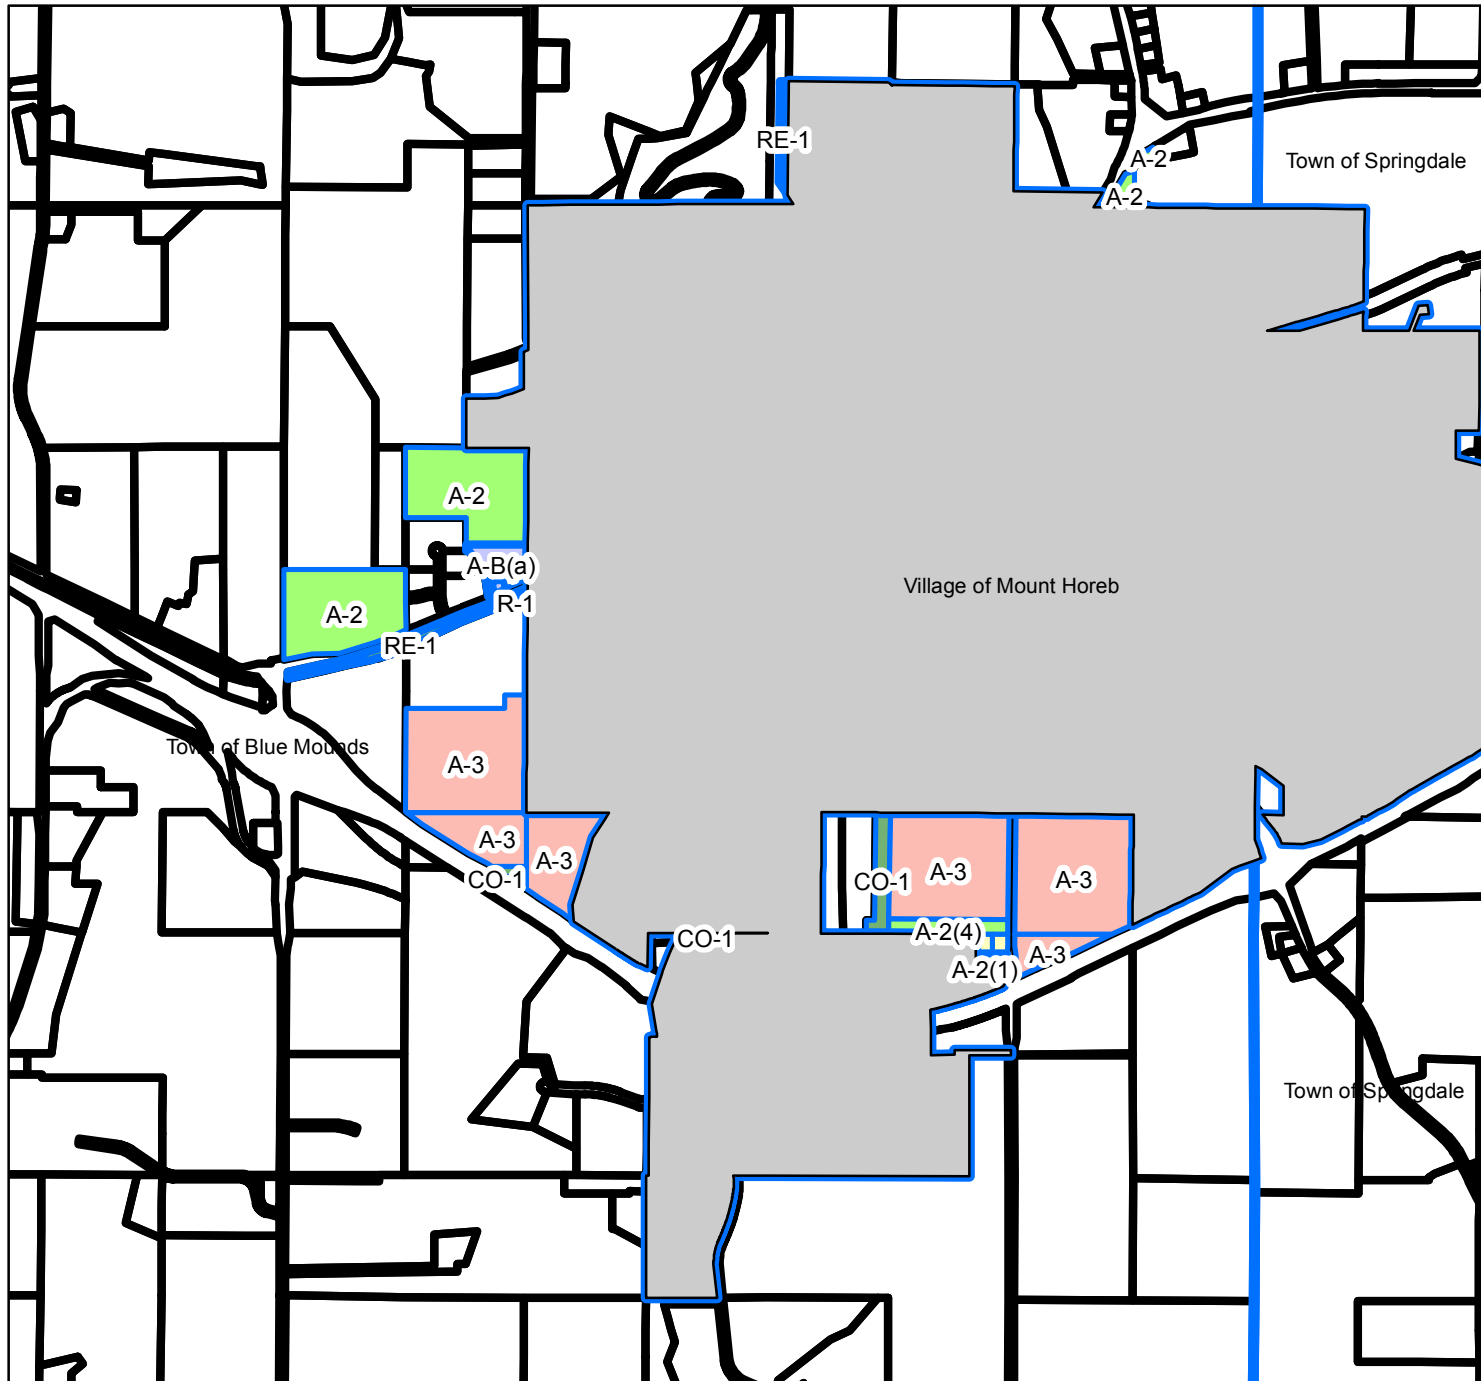 RE-1
A-2
Town of Springdale
A-2
A-2
A-B(a)
Village of Mount Horeb
R-1
A-2
RE-1
Town of Blue Mounds
A-3
A-3
A-3
CO-1
CO-1
A-3
A-3
A-2(4)
CO-1
A-3
A-2(1)
Town of Springdale